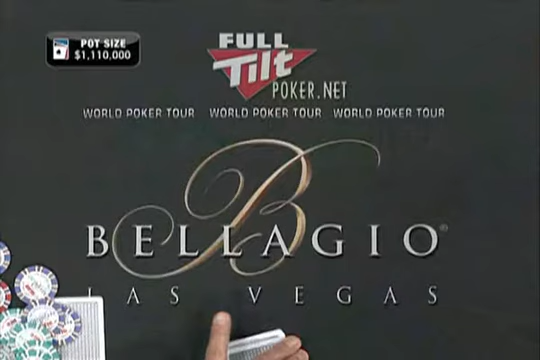 POT SIZE
$1,110,000
FULL
Tilt
POKER.NET
WORLD POKER TOUR WORLD POKER TOUR WORLD POKER TOUR
B
BELLAGIO®
LAS VEGAS